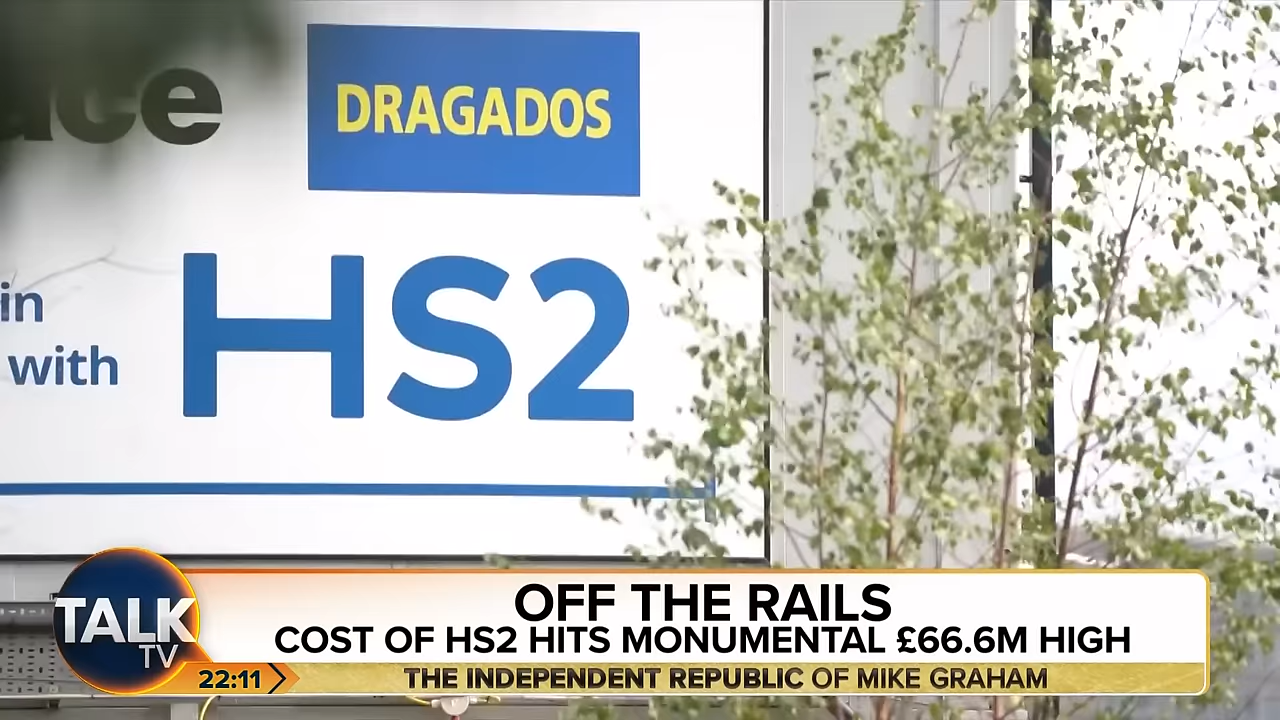 DRAGADOS
in
with
HS2
OFF THE RAILS
COST OF HS2 HITS MONUMENTAL £66.6M HIGH
TALK
TV
22:11
THE INDEPENDENT REPUBLIC OF MIKE GRAHAM